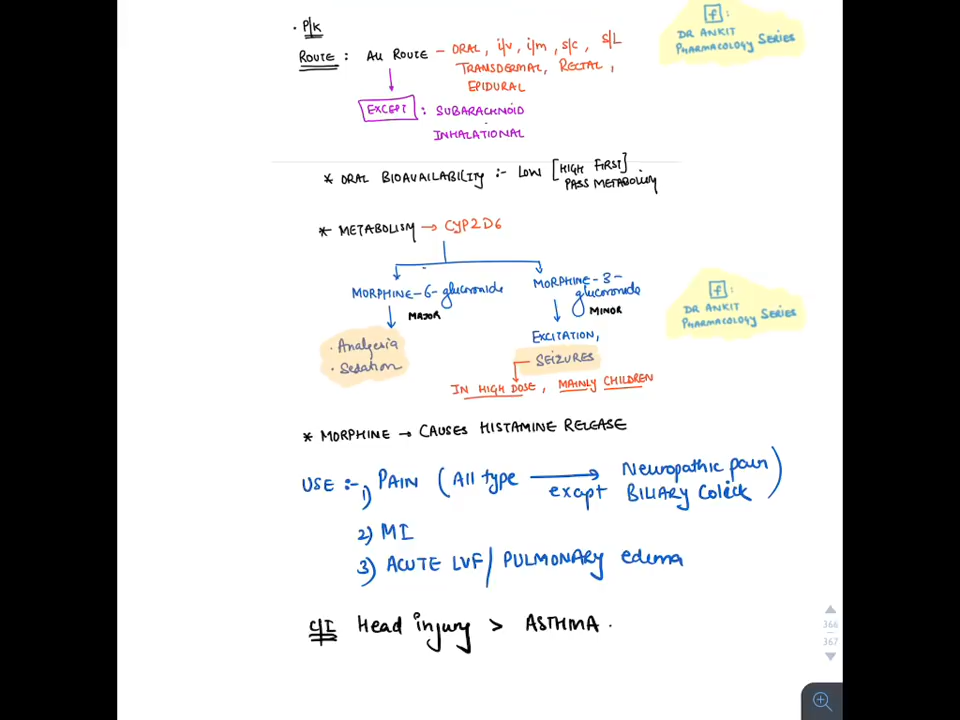 f :
DR ANKIT
PHARMACOLOGY SERIES
• P/K
ROUTE : All ROUTE – ORAL, i/v, i/m, s/c, S/L
TRANSDERMAL, RECTAL,
EPIDURAL
EXCEPT : SUBARACHNOID
INHALATIONAL
* ORAL BIOAVAILABILITY :- LOW [HIGH FIRST]
PASS METABOLISM
* METABOLISM → CYP2D6
MORPHINE-6-glucuronide
MAJOR
• Analgesia
• Sedation
MORPHINE-3-
glucoronide
MINOR
EXCITATION,
SEIZURES
IN HIGH DOSE, MAINLY CHILDREN
f :
DR ANKIT
PHARMACOLOGY SERIES
* MORPHINE → CAUSES HISTAMINE RELEASE
USE :- 1) PAIN (All type → Neuropathic pain
except BILIARY Colick)
2) MI
3) ACUTE LVF/PULMONARY edema
C/I Head injury > ASTHMA.
366
–
367